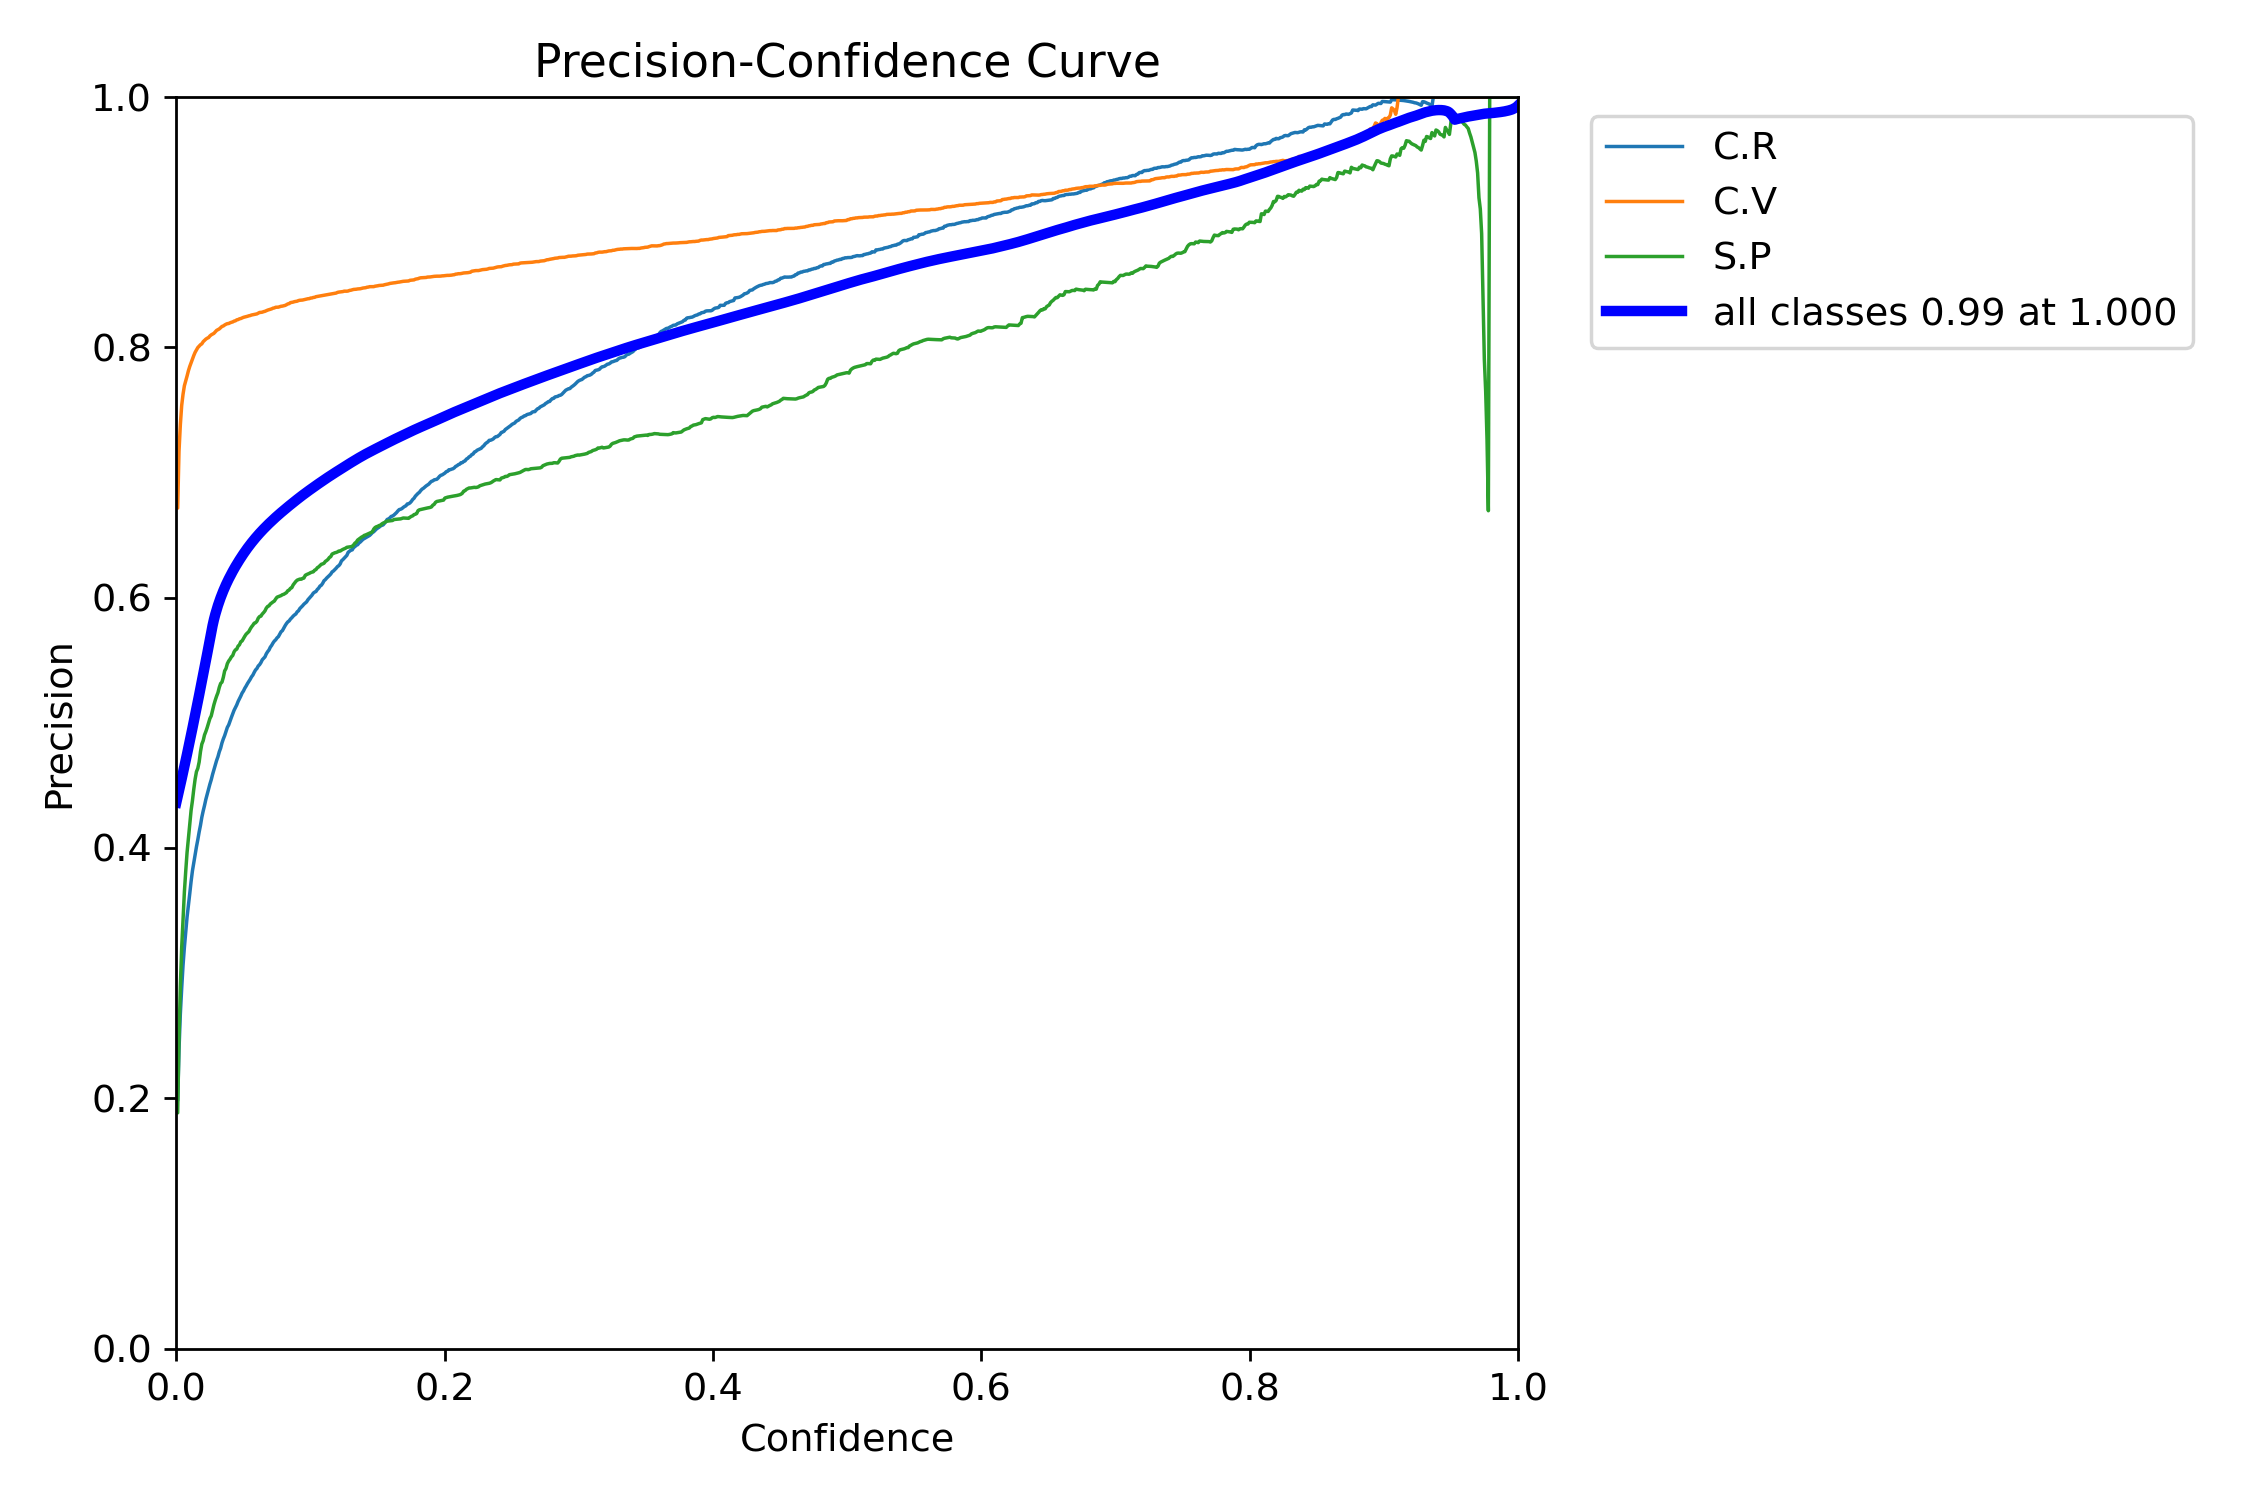 Precision-Confidence Curve
1.0
0.8
0.6
0.4
0.2
0.0
Precision
0.0 0.2 0.4 0.6 0.8 1.0
Confidence
C.R
C.V
S.P
all classes 0.99 at 1.000